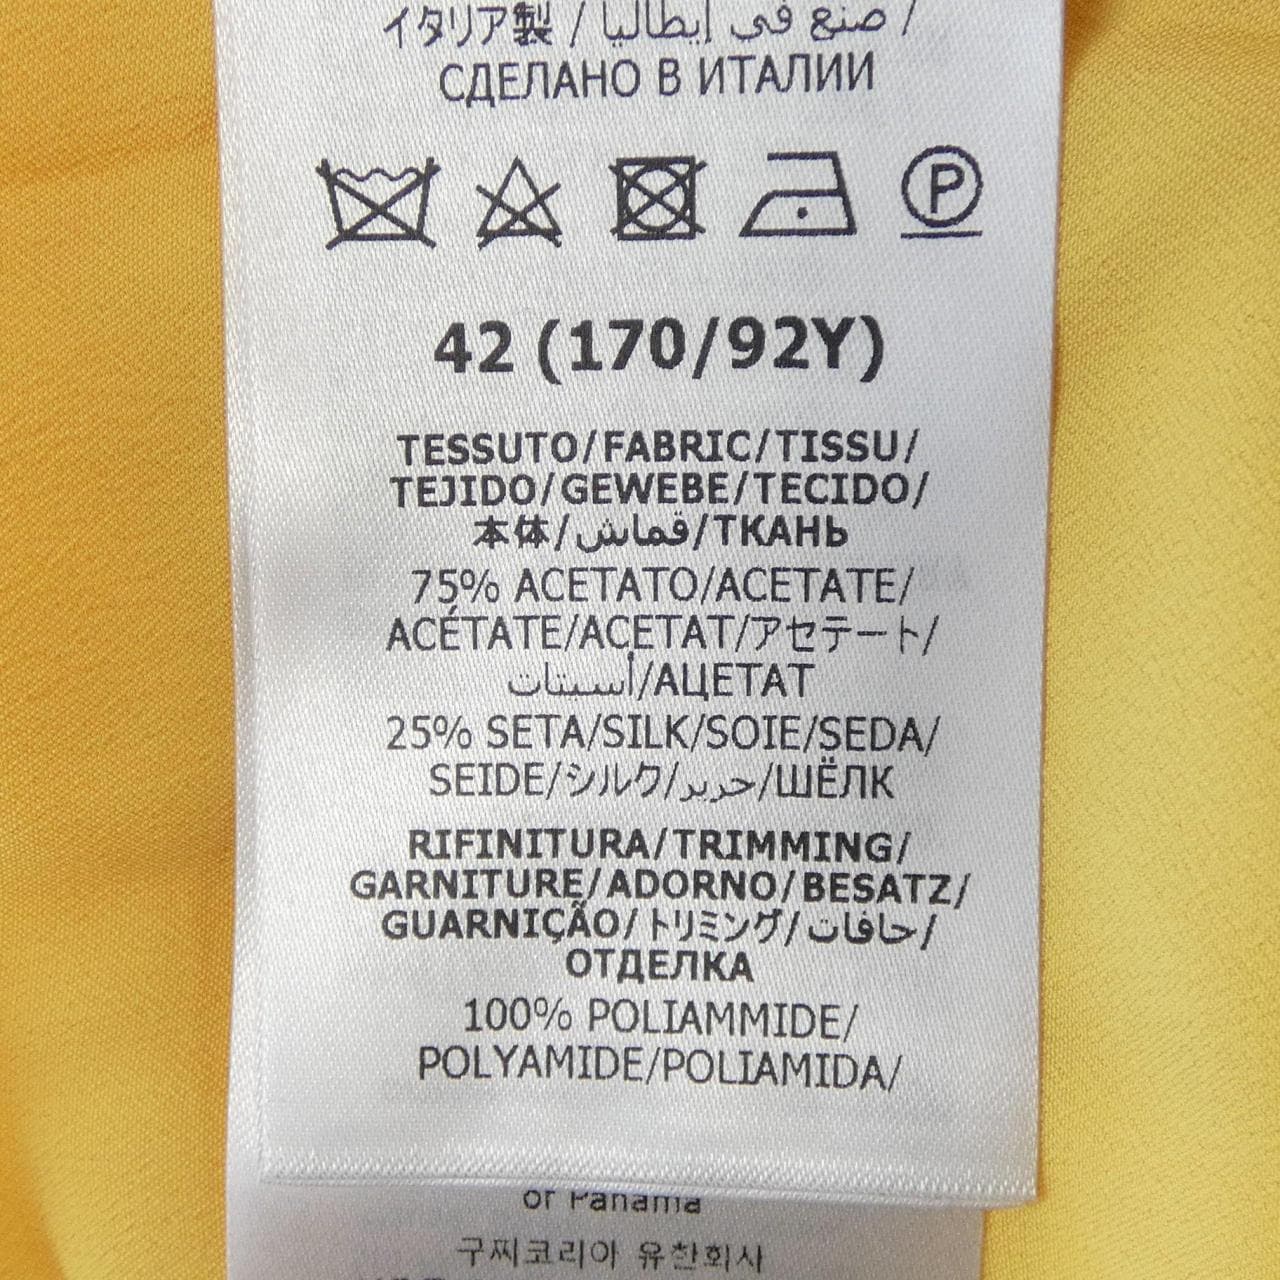 イタリア製 / صنع في إيطاليا /
СДЕЛАНО В ИТАЛИИ
P
42 (170/92Y)
TESSUTO/FABRIC/TISSU/
TEJIDO/GEWEBE/TECIDO/
本体/قماش/ТКАНЬ
75% ACETATO/ACETATE/
ACÉTATE/ACETAT/アセテート/
أسيتات/АЦЕТАТ
25% SETA/SILK/SOIE/SEDA/
SEIDE/シルク/حرير/ШЁЛК
RIFINITURA/TRIMMING/
GARNITURE/ADORNO/BESATZ/
GUARNIÇÃO/トリミング/حافات/
ОТДЕЛКА
100% POLIAMMIDE/
POLYAMIDE/POLIAMIDA/
of Panama
구찌코리아 유한회사